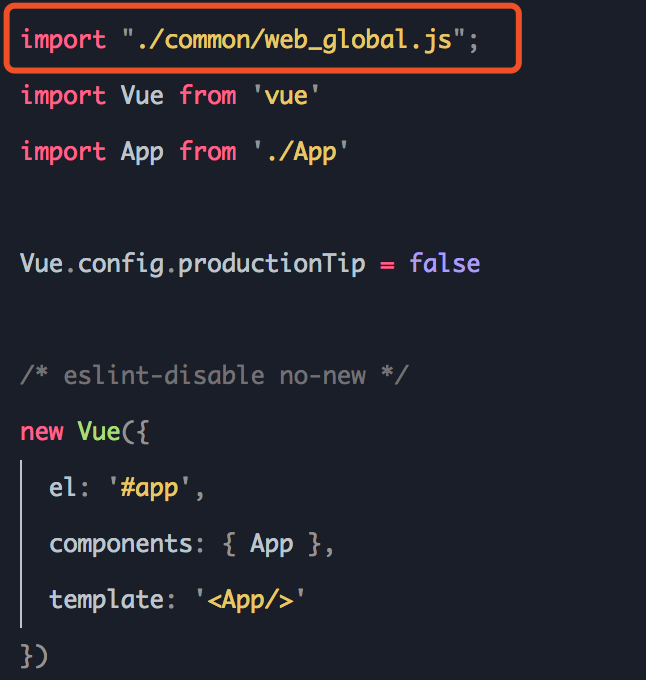 import "./common/web_global.js";
import Vue from 'vue'
import App from './App'
Vue.config.productionTip = false
/* eslint-disable no-new */
new Vue({
  el: '#app',
  components: { App },
  template: '<App/>'
})